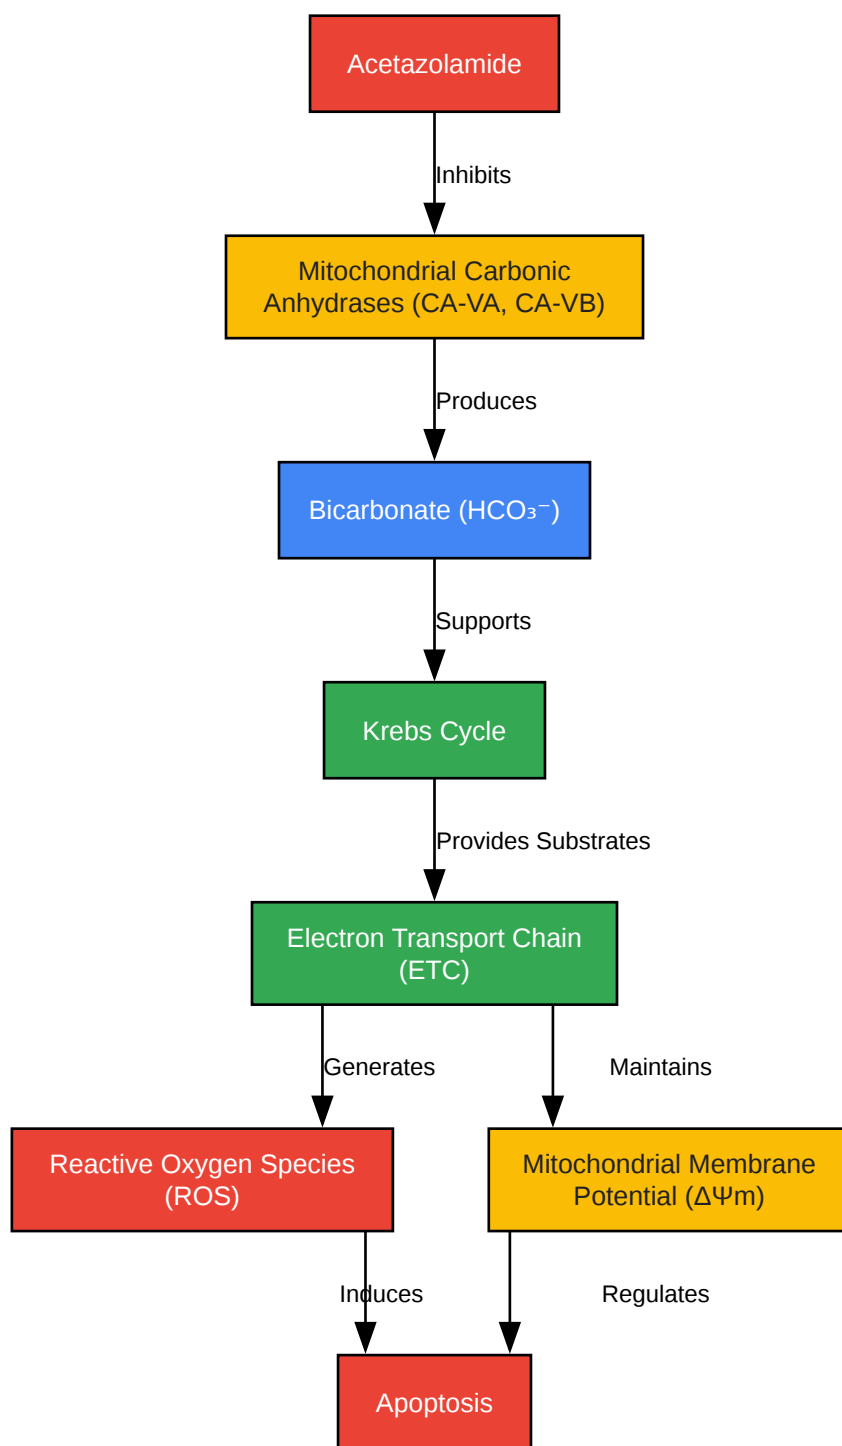 Acetazolamide
Inhibits
Mitochondrial Carbonic
Anhydrases (CA-VA, CA-VB)
Produces
Bicarbonate (HCO₃⁻)
Supports
Krebs Cycle
Provides Substrates
Electron Transport Chain
(ETC)
Generates
Maintains
Reactive Oxygen Species
(ROS)
Mitochondrial Membrane
Potential (ΔΨm)
Induces
Regulates
Apoptosis